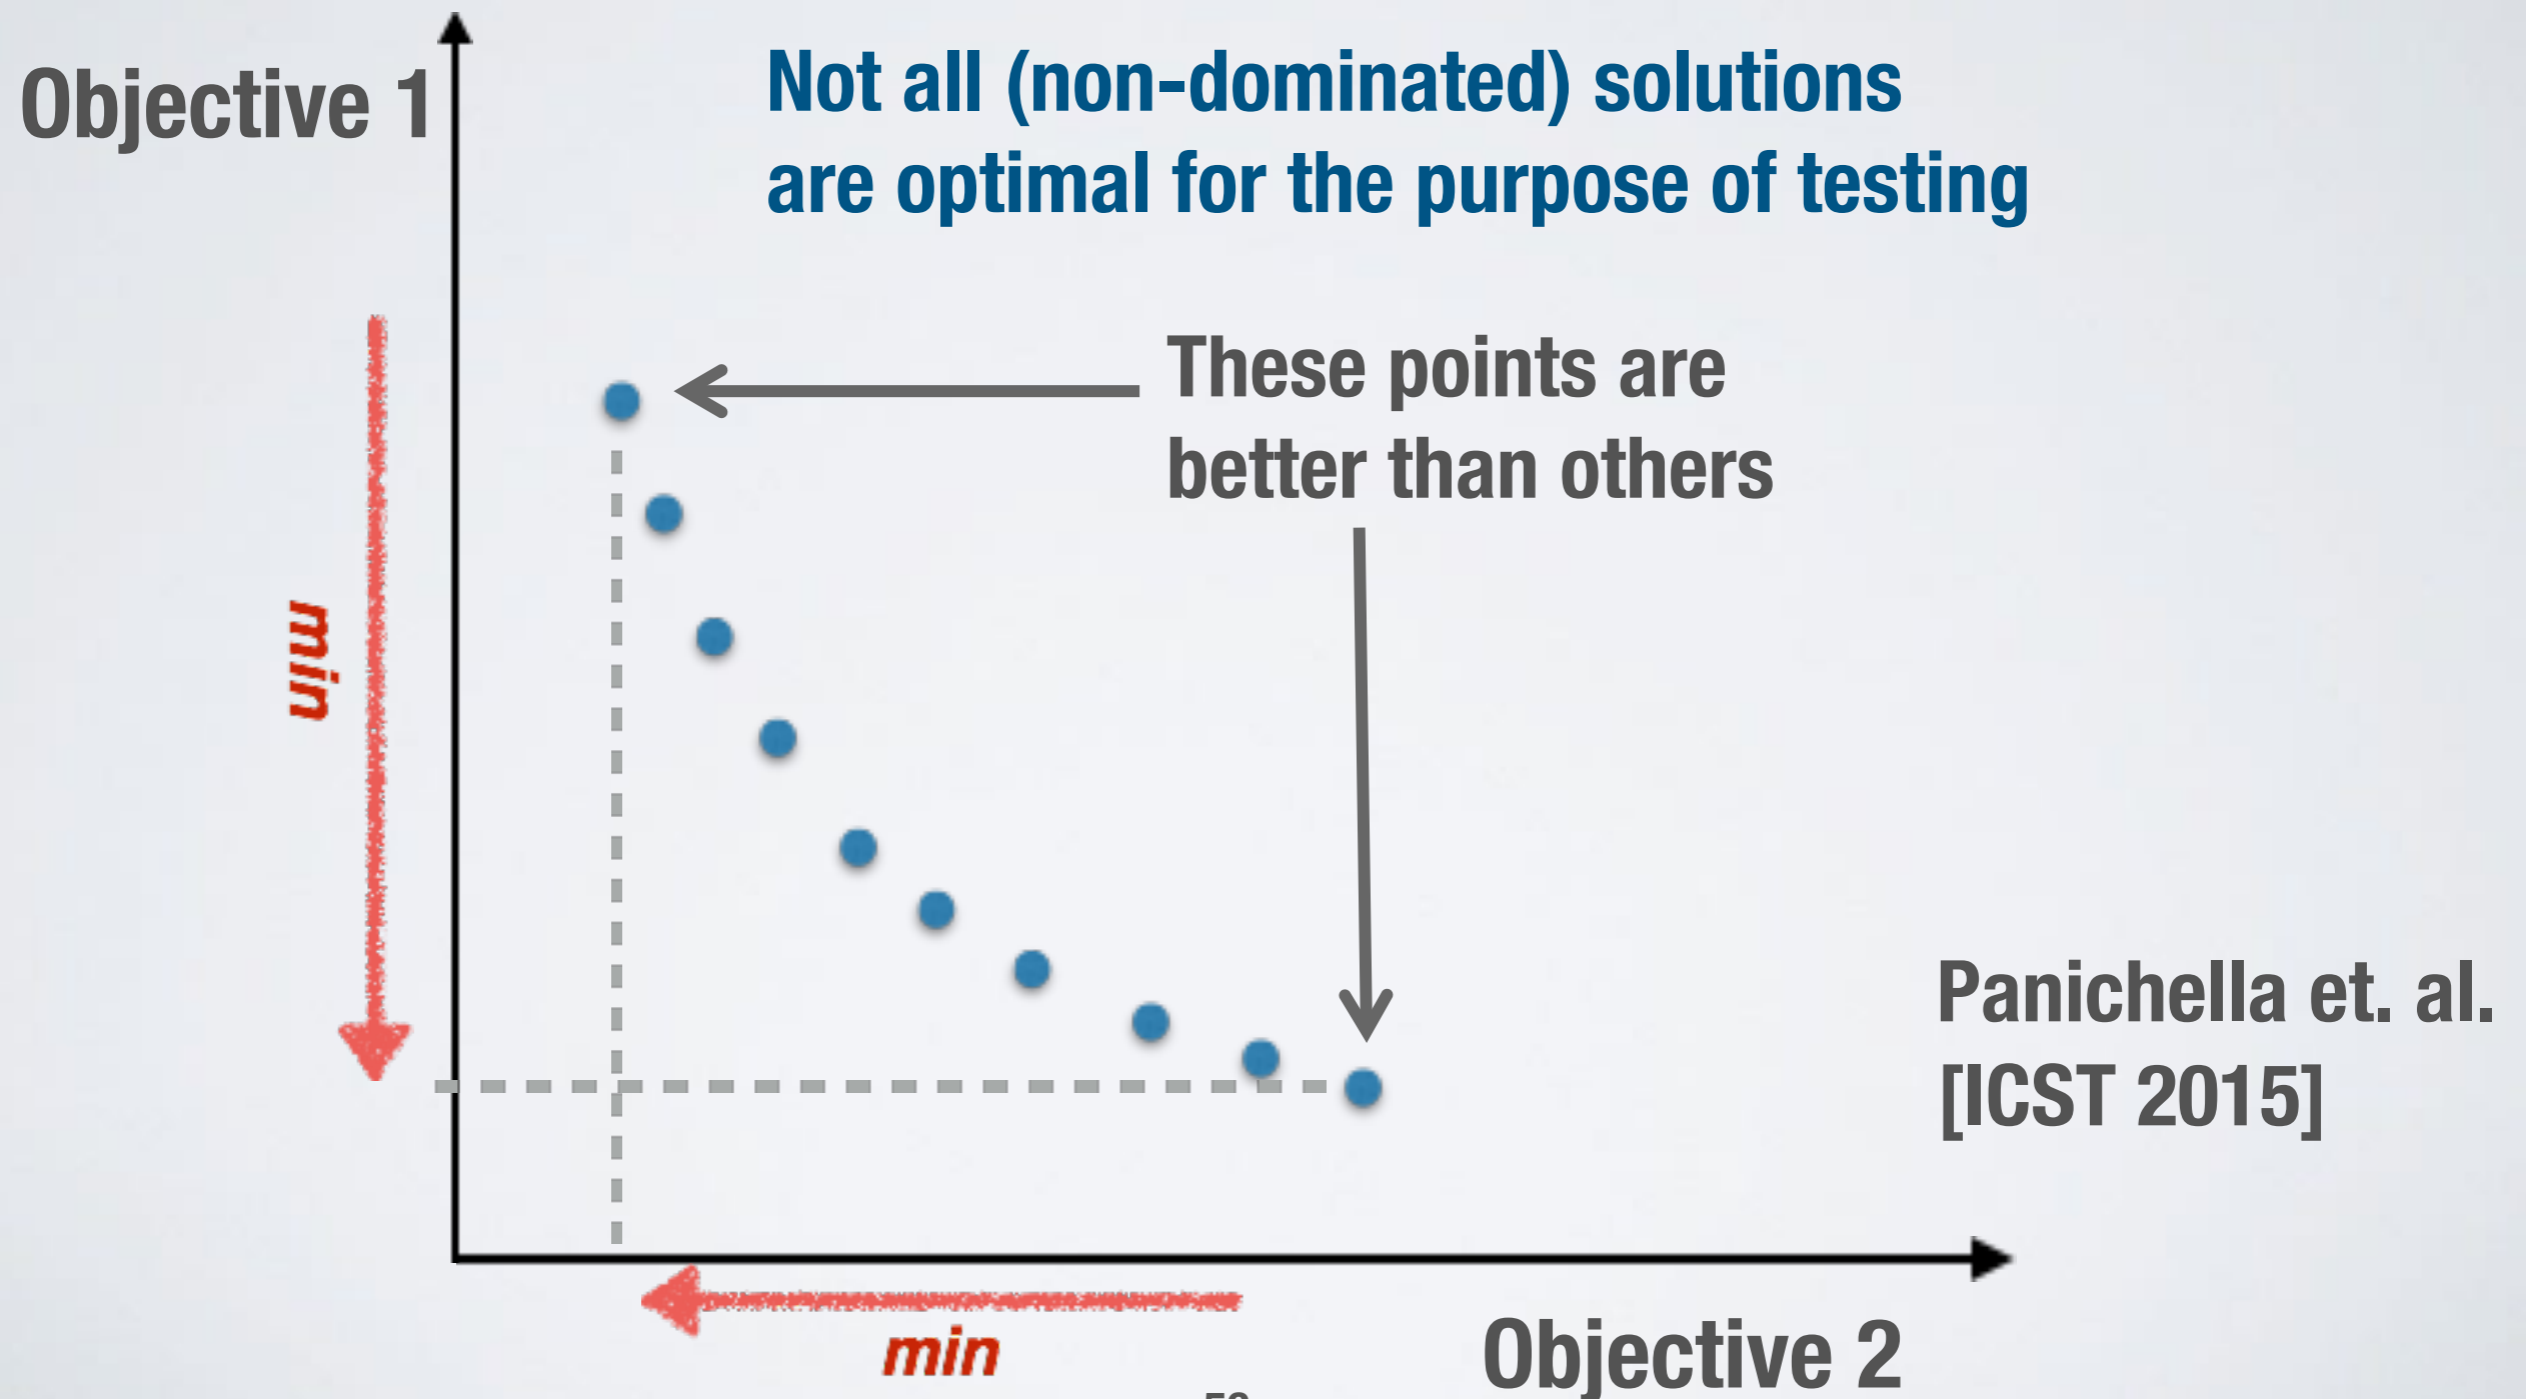 Objective 1
Not all (non-dominated) solutions
are optimal for the purpose of testing
These points are
better than others
min
Panichella et. al.
[ICST 2015]
min
Objective 2